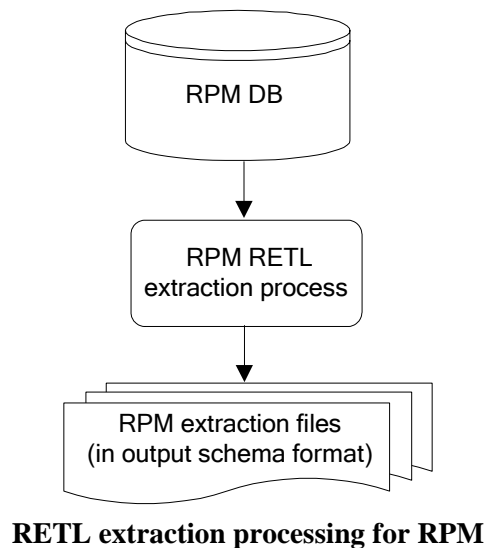 RPM DB
RPM RETL
extraction process
RPM extraction files
(in output schema format)
RETL extraction processing for RPM